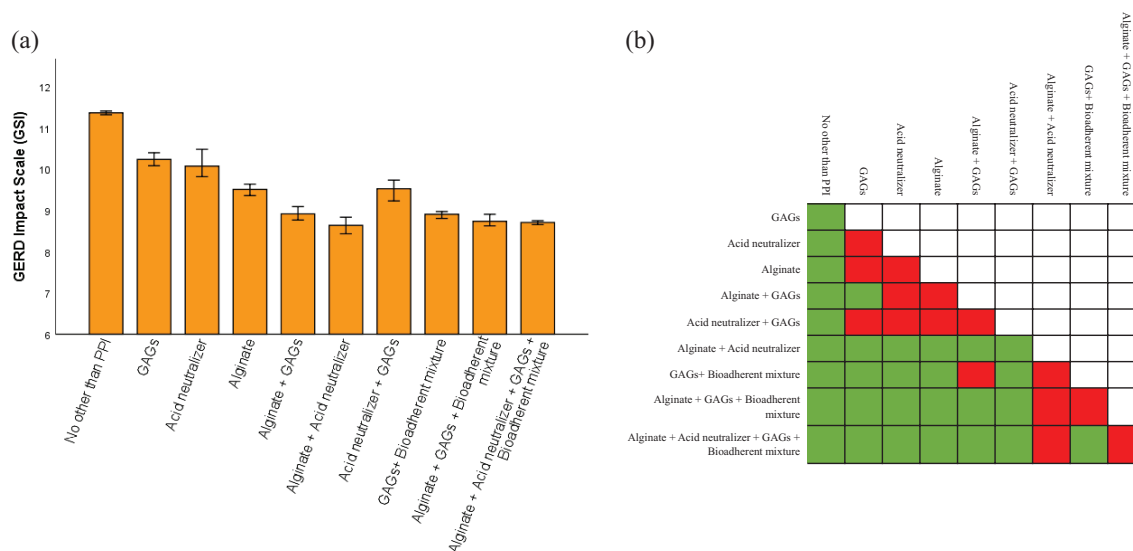 (a)
GERD Impact Scale (GSI)
12
11
10
9
8
7
6
No other than PPI
GAGs
Acid neutralizer
Alginate
Alginate + GAGs
Alginate + Acid neutralizer
Acid neutralizer + GAGs
GAGs+ Bioadherent mixture
Alginate + GAGs + Bioadherent
mixture
Alginate + Acid neutralizer + GAGs +
Bioadherent mixture
(b)
No other than PPI
GAGs
Acid neutralizer
Alginate
Alginate + GAGs
Acid neutralizer + GAGs
Alginate + Acid neutralizer
GAGs+ Bioadherent mixture
Alginate + GAGs + Bioadherent mixture
GAGs
Acid neutralizer
Alginate
Alginate + GAGs
Acid neutralizer + GAGs
Alginate + Acid neutralizer
GAGs+ Bioadherent mixture
Alginate + GAGs + Bioadherent
mixture
Alginate + Acid neutralizer + GAGs +
Bioadherent mixture